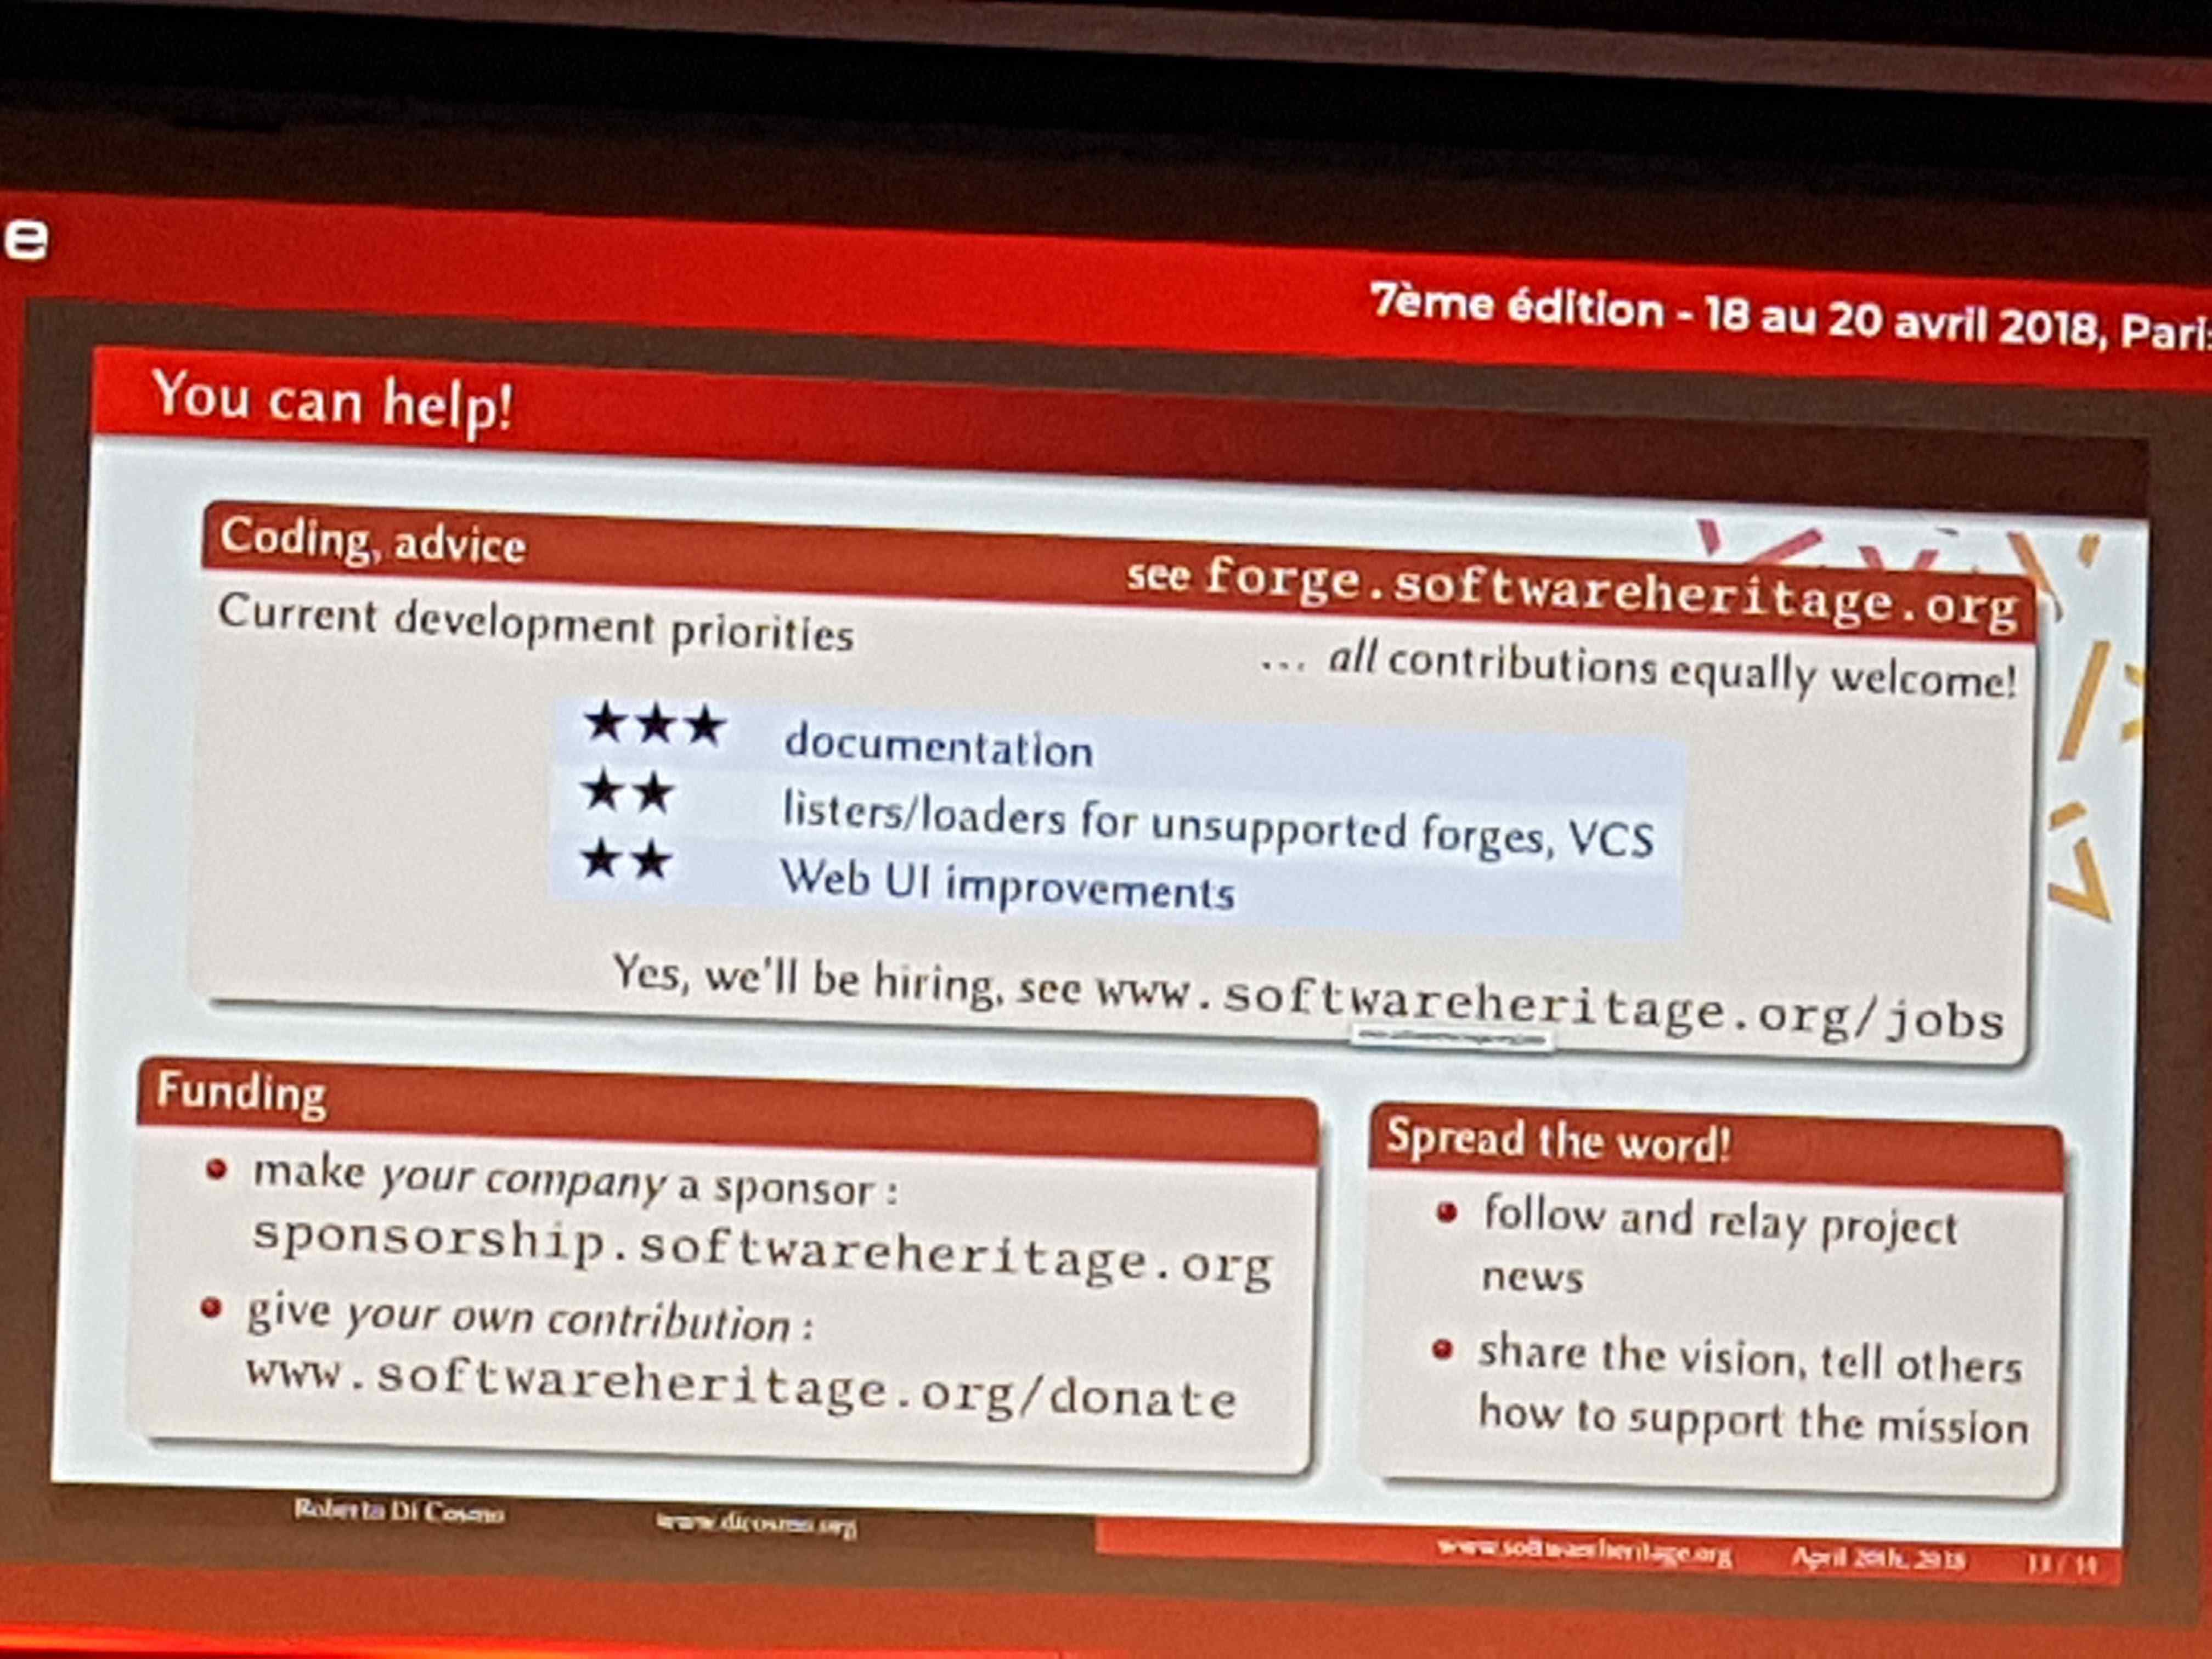 e
7ème édition - 18 au 20 avril 2018, Paris
You can help!
Coding, advice
see forge.softwareheritage.org
Current development priorities
... all contributions equally welcome!
★★★ documentation
★★ listers/loaders for unsupported forges, VCS
★★ Web UI improvements
Yes, we'll be hiring, see www.softwareheritage.org/jobs
Funding
• make your company a sponsor :
sponsorship.softwareheritage.org
• give your own contribution :
www.softwareheritage.org/donate
Spread the word!
• follow and relay project
news
• share the vision, tell others
how to support the mission
Roberto Di Cosmo
www.dicosmo.org
www.softwareheritage.org
April 20th, 2018